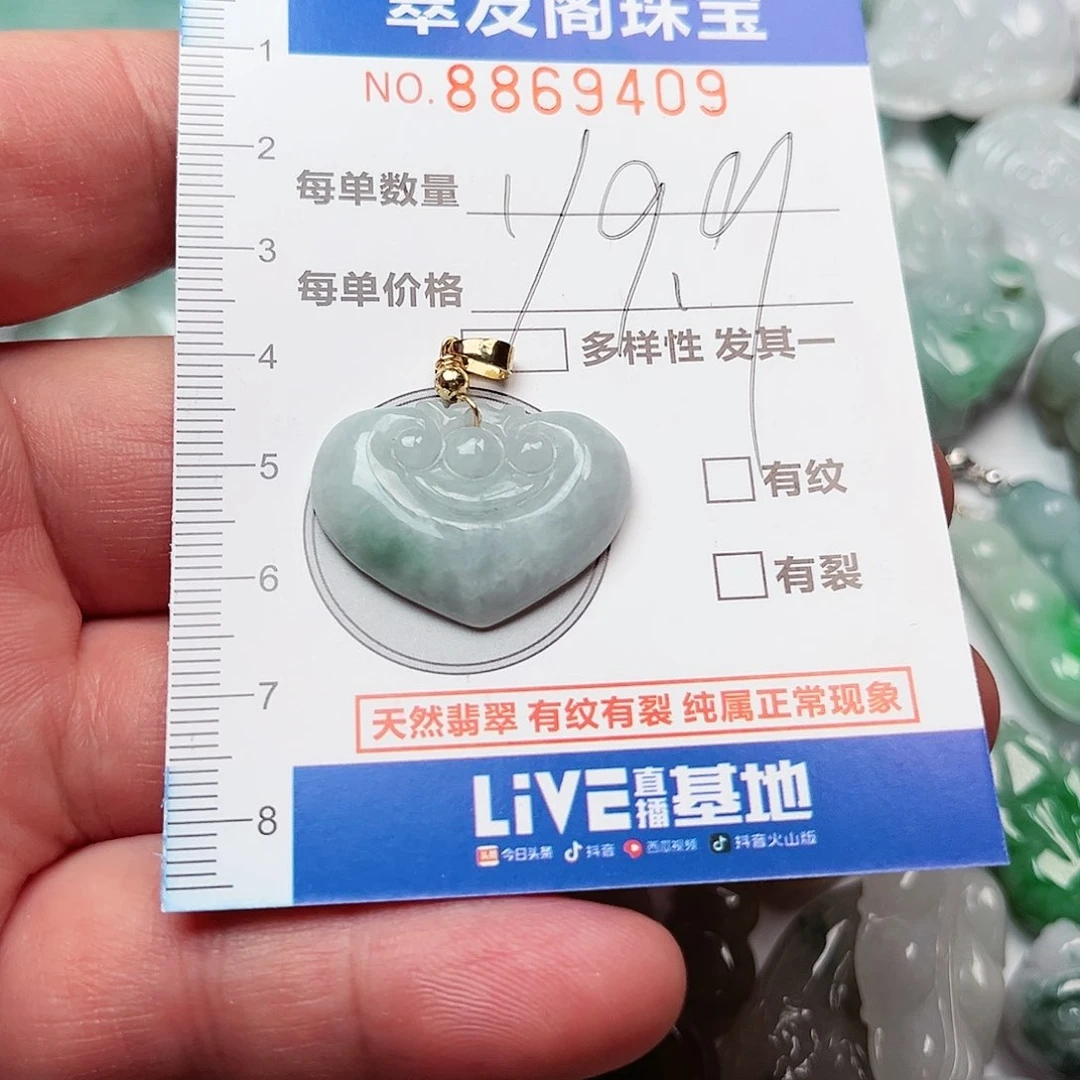 翠友阁珠宝
NO. 8869409
每单数量
每单价格
多样性 发其一
有纹
有裂
天然翡翠 有纹有裂 纯属正常现象
LiVE直播基地
头条 今日头条 抖音 西瓜视频 抖音火山版
1
2
3
4
5
6
7
8